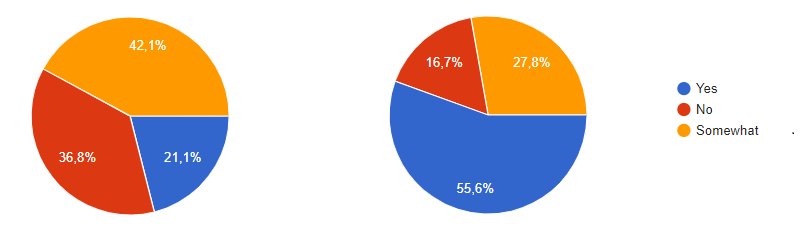 42,1%
36,8%
21,1%
16,7%
27,8%
55,6%
Yes
No
Somewhat .